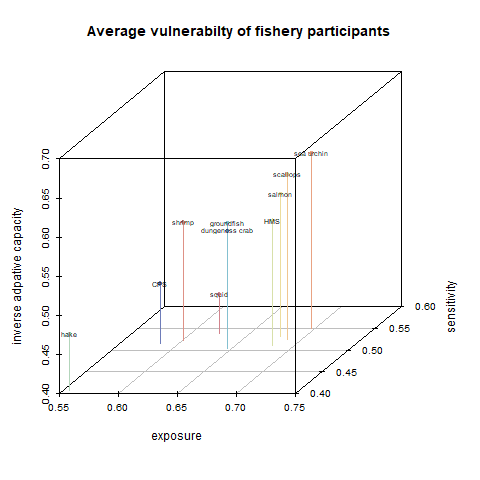 Average vulnerabilty of fishery participants
sea urchin
scallops
salmon
shrimp
groundfish
HMS
dungeness crab
CPS
squid
hake
inverse adpative capacity
0.70
0.65
0.60
0.55
0.50
0.45
0.40
0.55
0.60
0.65
0.70
0.75
exposure
0.40
0.45
0.50
0.55
0.60
sensitivity